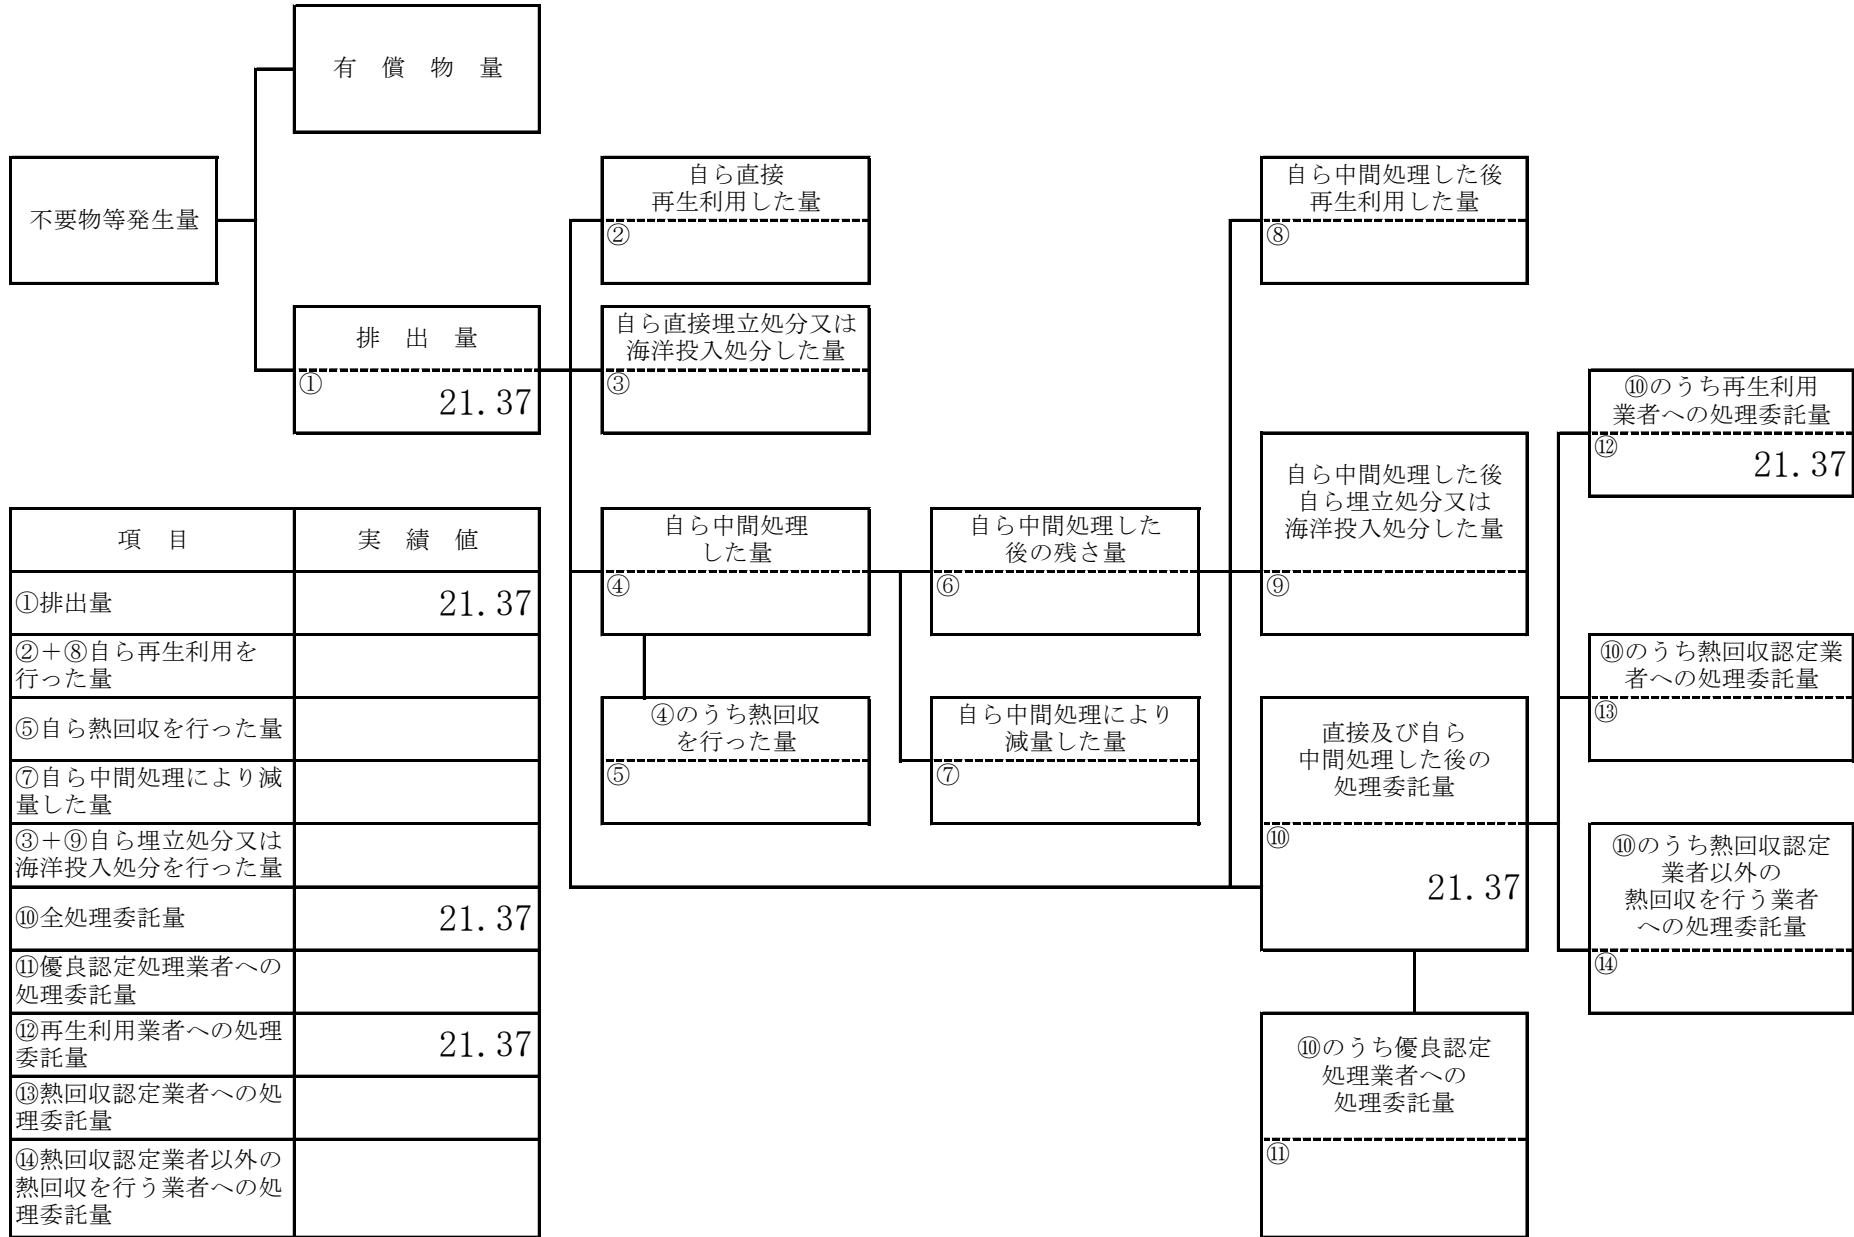 有 償 物 量
不要物等発生量
排 出 量
①
21.37
自ら直接
再生利用した量
②
自ら直接埋立処分又は
海洋投入処分した量
③
自ら中間処理
した量
④
④のうち熱回収
を行った量
⑤
自ら中間処理した
後の残さ量
⑥
自ら中間処理により
減量した量
⑦
自ら中間処理した後
再生利用した量
⑧
自ら中間処理した後
自ら埋立処分又は
海洋投入処分した量
⑨
直接及び自ら
中間処理した後の
処理委託量
⑩
21.37
⑩のうち優良認定
処理業者への
処理委託量
⑪
⑩のうち再生利用
業者への処理委託量
⑫
21.37
⑩のうち熱回収認定業
者への処理委託量
⑬
⑩のうち熱回収認定
業者以外の
熱回収を行う業者
への処理委託量
⑭
項 目 実 績 値
①排出量 21.37
②＋⑧自ら再生利用を
行った量
⑤自ら熱回収を行った量
⑦自ら中間処理により減
量した量
③＋⑨自ら埋立処分又は
海洋投入処分を行った量
⑩全処理委託量 21.37
⑪優良認定処理業者への
処理委託量
⑫再生利用業者への処理
委託量 21.37
⑬熱回収認定業者への処
理委託量
⑭熱回収認定業者以外の
熱回収を行う業者への処
理委託量